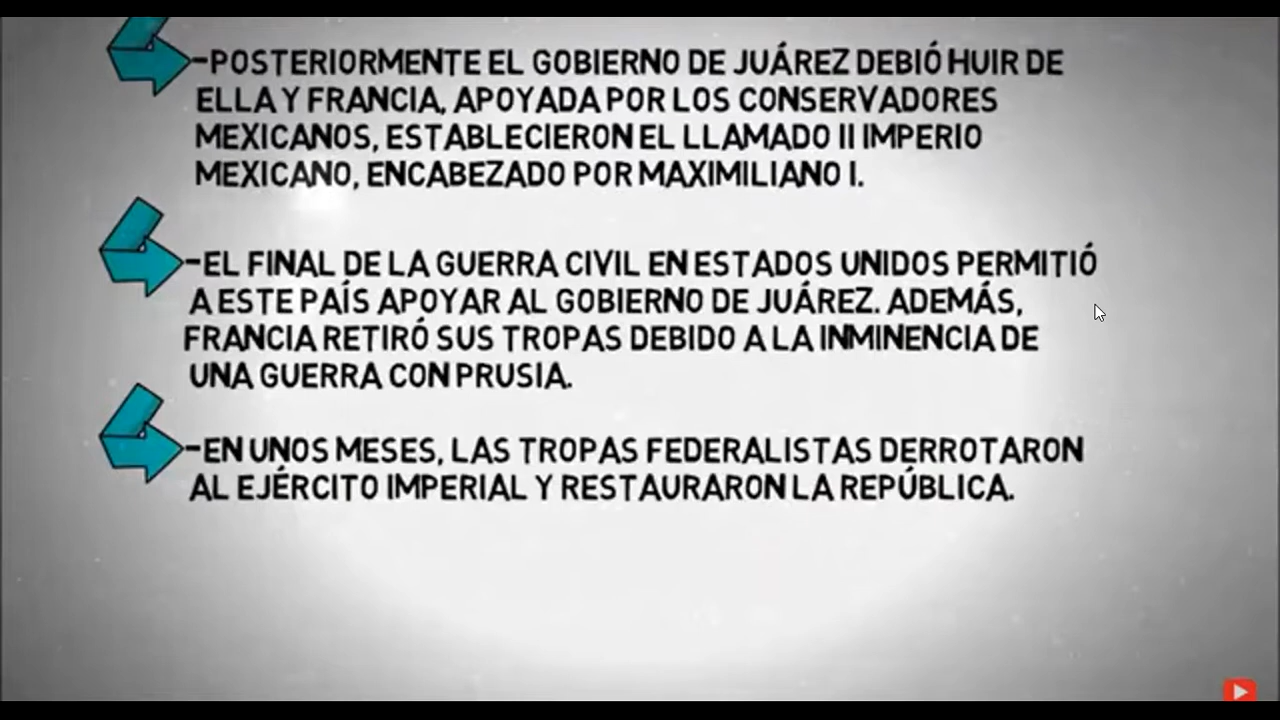 -POSTERIORMENTE EL GOBIERNO DE JUÁREZ DEBIÓ HUIR DE
ELLA Y FRANCIA, APOYADA POR LOS CONSERVADORES
MEXICANOS, ESTABLECIERON EL LLAMADO II IMPERIO
MEXICANO, ENCABEZADO POR MAXIMILIANO I.
-EL FINAL DE LA GUERRA CIVIL EN ESTADOS UNIDOS PERMITIÓ
A ESTE PAÍS APOYAR AL GOBIERNO DE JUÁREZ. ADEMÁS,
FRANCIA RETIRÓ SUS TROPAS DEBIDO A LA INMINENCIA DE
UNA GUERRA CON PRUSIA.
-EN UNOS MESES, LAS TROPAS FEDERALISTAS DERROTARON
AL EJÉRCITO IMPERIAL Y RESTAURARON LA REPÚBLICA.